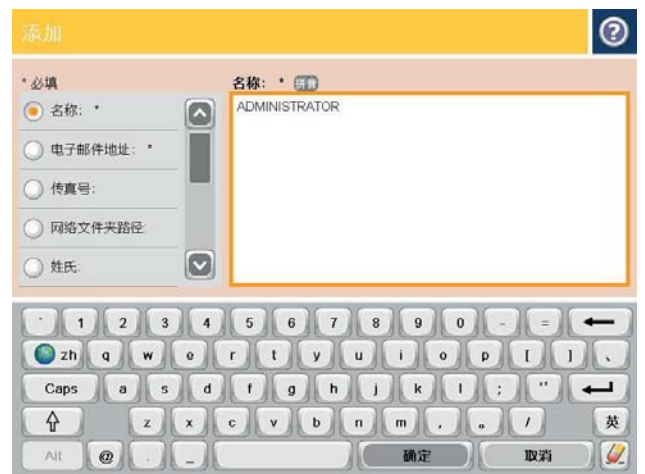 添加
?
* 必填
名称: * 拼音
名称: *
ADMINISTRATOR
电子邮件地址: *
传真号:
网络文件夹路径:
姓氏:
` 1 2 3 4 5 6 7 8 9 0 - =
zh q w o r t y u i o p [ ] 、
Caps a s d f g h j k l ; "
z x c v b n m , 。 / 英
Alt @ . _ 确定 取消